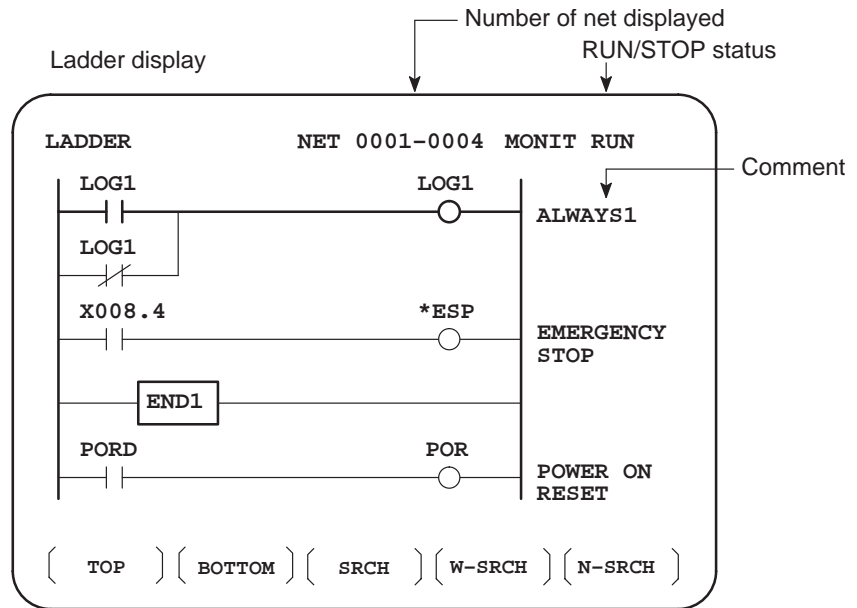 Number of net displayed
RUN/STOP status
Ladder display
LADDER NET 0001-0004 MONIT RUN
Comment
LOG1 LOG1
ALWAYS1
LOG1
X008.4 *ESP
EMERGENCY
STOP
END1
PORD POR
POWER ON
RESET
TOP BOTTOM SRCH W-SRCH N-SRCH